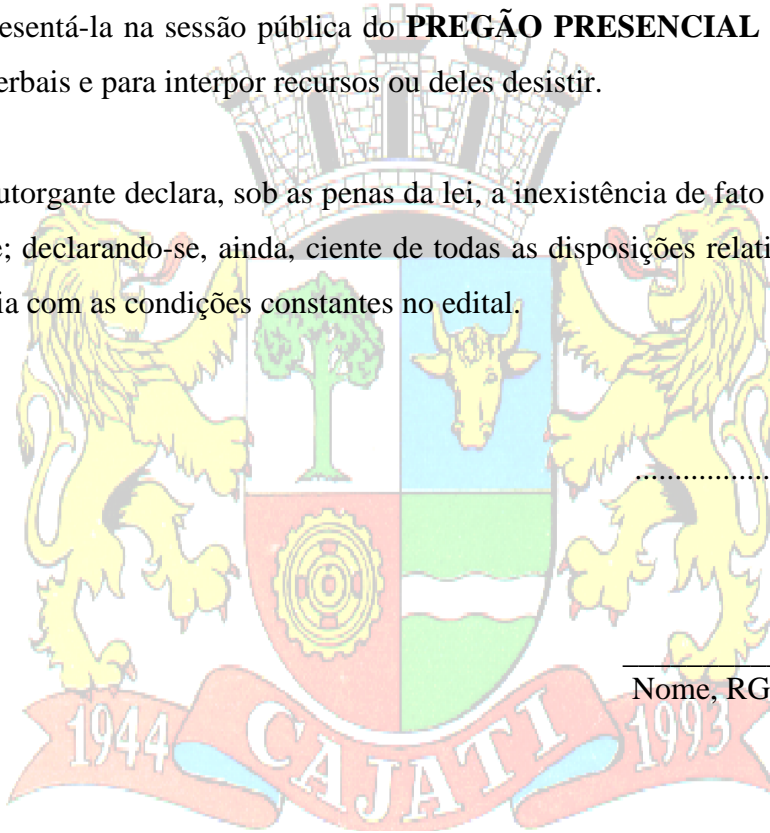 esentá-la na sessão pública do PREGÃO PRESENCIAL
erbais e para interpor recursos ou deles desistir.
utorgante declara, sob as penas da lei, a inexistência de fato
; declarando-se, ainda, ciente de todas as disposições relati
ia com as condições constantes no edital.
..................
__________
Nome, RG
1944 CAJATI 1993